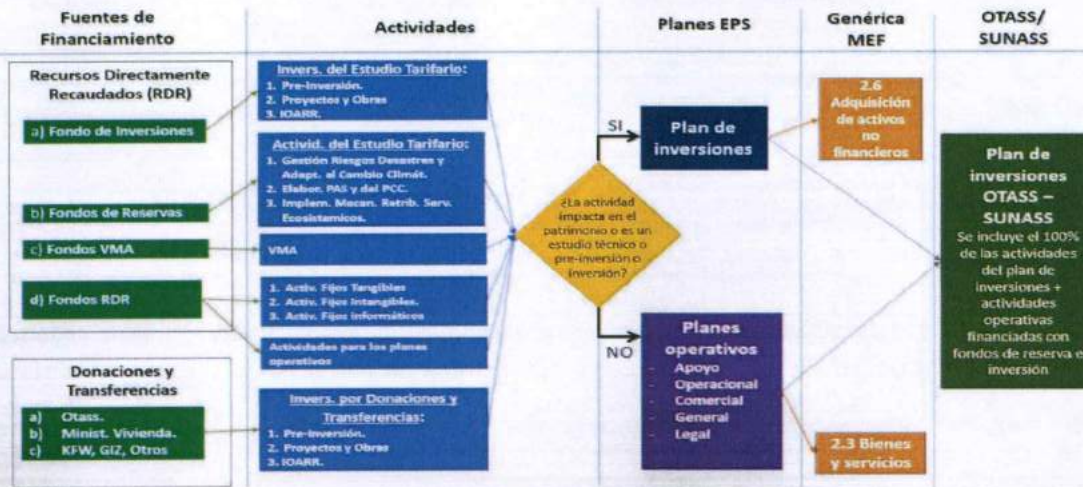 Fuentes de
Financiamiento
Actividades
Planes EPS
Genérica
MEF
OTASS/
SUNASS
Recursos Directamente
Recaudados (RDR)
a) Fondo de Inversiones
b) Fondos de Reservas
c) Fondos VMA
d) Fondos RDR
Donaciones y
Transferencias
a) Otass.
b) Minist. Vivienda.
c) KFW, GIZ, Otros
Invers. del Estudio Tarifario:
1. Pre-Inversión.
2. Proyectos y Obras
3. IOARR.
Activid. del Estudio Tarifario:
1. Gestión Riesgos Desastres y
Adapt. al Cambio Climát.
2. Elabor. PAS y del PCC.
3. Implem. Mecan. Retrib. Serv.
Ecosistamicos.
VMA
1. Activ. Fijos Tangibles
2. Activ. Fijos Intangibles.
3. Activ. Fijos Informáticos
Actividades para los planes
operativos
Invers. por Donaciones y
Transferencias:
1. Pre-Inversión.
2. Proyectos y Obras
3. IOARR.
¿La actividad
impacta en el
patrimonio o es un
estudio técnico o
pre-inversión o
inversión?
SI
NO
Plan de
inversiones
Planes
operativos
- Apoyo
- Operacional
- Comercial
- General
- Legal
2.6
Adquisición
de activos
no
financieros
2.3 Bienes
y servicios
Plan de
inversiones
OTASS –
SUNASS
Se incluye el 100%
de las actividades
del plan de
inversiones +
actividades
operativas
financiadas con
fondos de reserva e
inversión